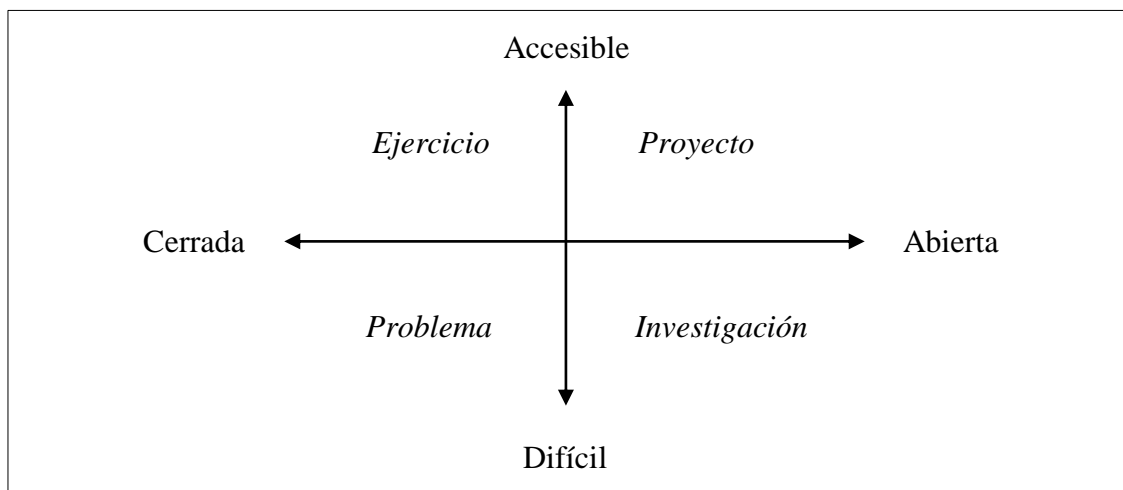 Accesible
Ejercicio Proyecto
Cerrada Abierta
Problema Investigación
Difícil